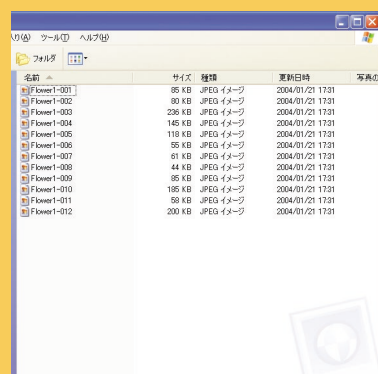 入り(A) ツール(T) ヘルプ(H)
フォルダ
名前 サイズ 種類 更新日時 写真の
Flower1-001 85 KB JPEG イメージ 2004/01/21 17:31
Flower1-002 80 KB JPEG イメージ 2004/01/21 17:31
Flower1-003 236 KB JPEG イメージ 2004/01/21 17:31
Flower1-004 145 KB JPEG イメージ 2004/01/21 17:31
Flower1-005 118 KB JPEG イメージ 2004/01/21 17:31
Flower1-006 55 KB JPEG イメージ 2004/01/21 17:31
Flower1-007 61 KB JPEG イメージ 2004/01/21 17:31
Flower1-008 44 KB JPEG イメージ 2004/01/21 17:31
Flower1-009 85 KB JPEG イメージ 2004/01/21 17:31
Flower1-010 185 KB JPEG イメージ 2004/01/21 17:31
Flower1-011 58 KB JPEG イメージ 2004/01/21 17:31
Flower1-012 200 KB JPEG イメージ 2004/01/21 17:31